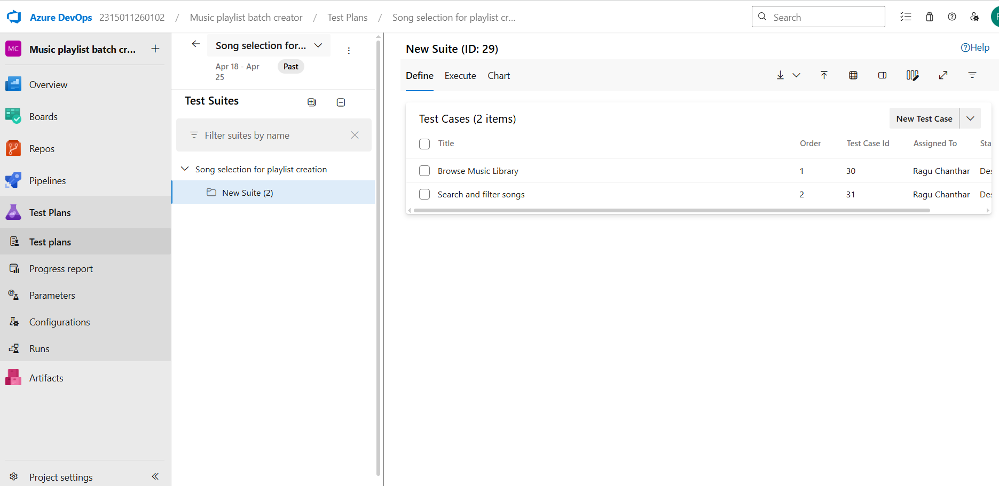 Azure DevOps 2315011260102 / Music playlist batch creator / Test Plans / Song selection for playlist cr...
Search
MC Music playlist batch cr...
Overview
Boards
Repos
Pipelines
Test Plans
Test plans
Progress report
Parameters
Configurations
Runs
Artifacts
Project settings
Song selection for...
Apr 18 - Apr
25
Past
Test Suites
Filter suites by name
Song selection for playlist creation
New Suite (2)
New Suite (ID: 29)
Help
Define Execute Chart
Test Cases (2 items)
New Test Case
Title Order Test Case Id Assigned To Sta
Browse Music Library 1 30 Ragu Chanthar Des
Search and filter songs 2 31 Ragu Chanthar Des